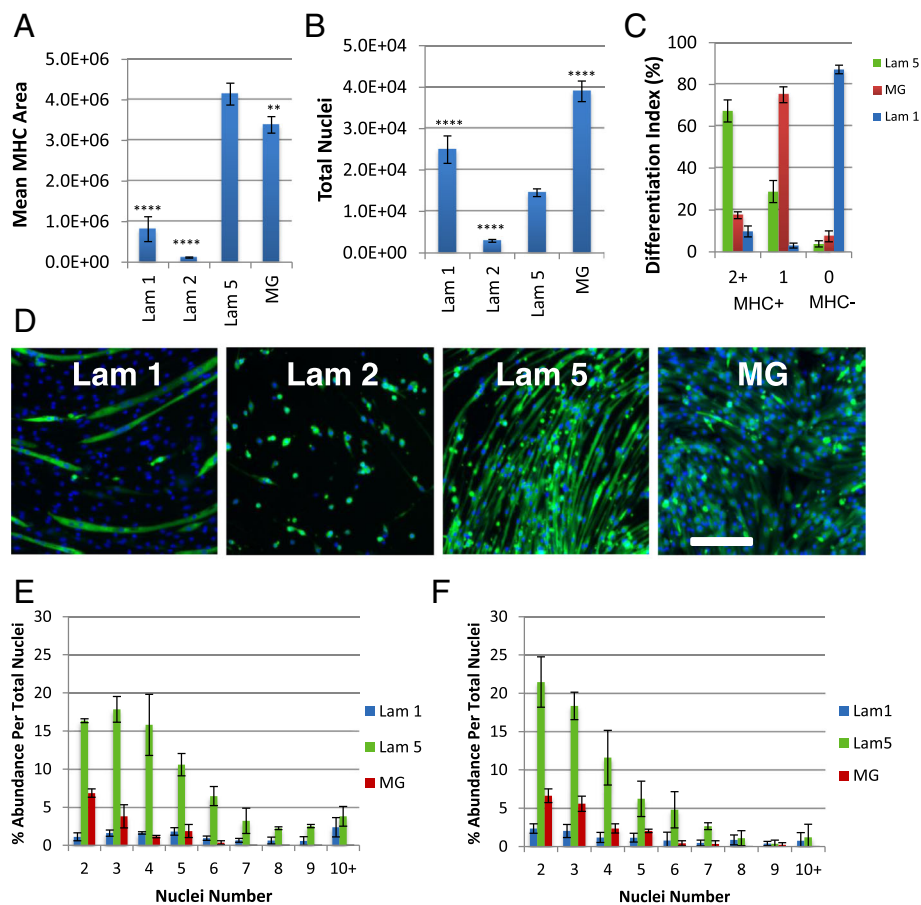 A
B
C
Mean MHC Area
5.0E+06
4.0E+06
3.0E+06
2.0E+06
1.0E+06
0.0E+00
****
****
**
Lam 1
Lam 2
Lam 5
MG
Total Nuclei
5.0E+04
4.0E+04
3.0E+04
2.0E+04
1.0E+04
0.0E+00
****
****
****
Lam 1
Lam 2
Lam 5
MG
Differentiation Index (%)
100
80
60
40
20
0
2+ 1 0
MHC+ MHC-
Lam 5
MG
Lam 1
D
Lam 1
Lam 2
Lam 5
MG
E
% Abundance Per Total Nuclei
30
25
20
15
10
5
0
2 3 4 5 6 7 8 9 10+
Nuclei Number
Lam 1
Lam 5
MG
F
% Abundance Per Total Nuclei
30
25
20
15
10
5
0
2 3 4 5 6 7 8 9 10+
Nuclei Number
Lam1
Lam5
MG